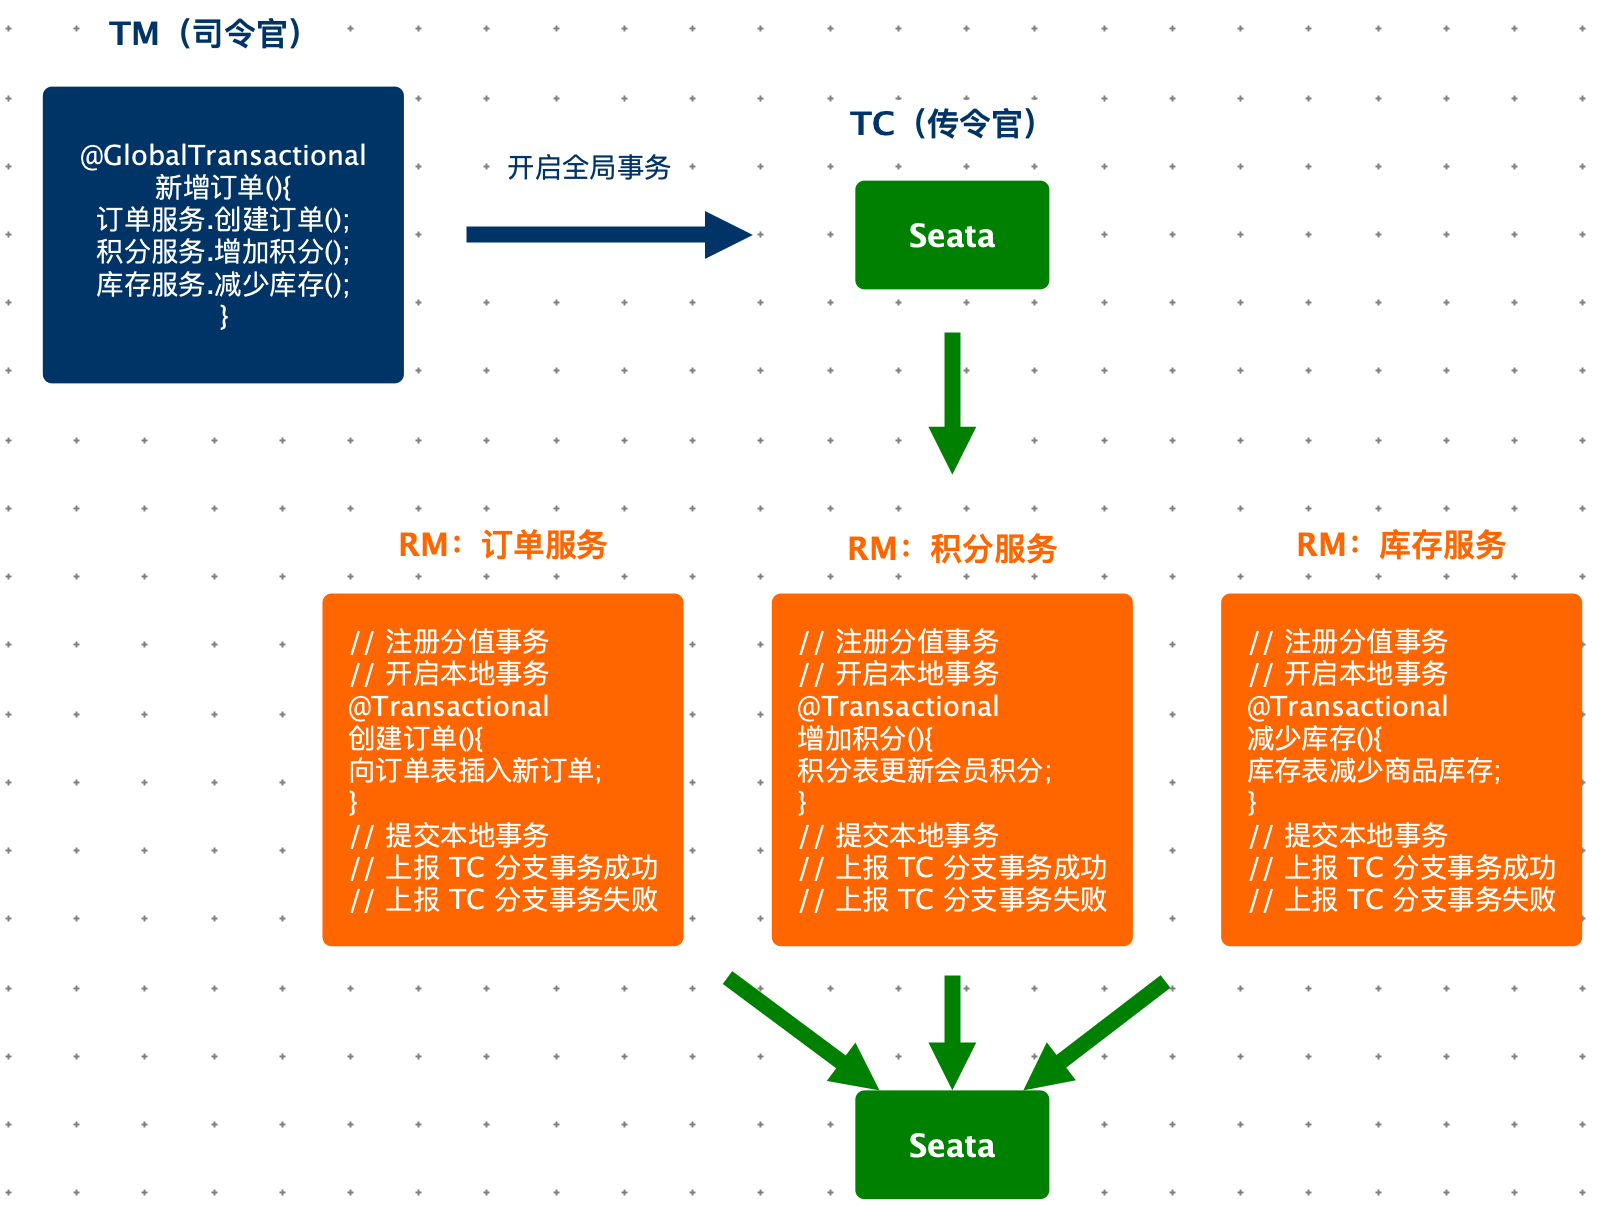 TM（司令官）
@GlobalTransactional
新增订单(){
订单服务.创建订单();
积分服务.增加积分();
库存服务.减少库存();
}
开启全局事务
TC（传令官）
Seata
RM：订单服务
// 注册分值事务
// 开启本地事务
@Transactional
创建订单(){
向订单表插入新订单;
}
// 提交本地事务
// 上报 TC 分支事务成功
// 上报 TC 分支事务失败
RM：积分服务
// 注册分值事务
// 开启本地事务
@Transactional
增加积分(){
积分表更新会员积分;
}
// 提交本地事务
// 上报 TC 分支事务成功
// 上报 TC 分支事务失败
RM：库存服务
// 注册分值事务
// 开启本地事务
@Transactional
减少库存(){
库存表减少商品库存;
}
// 提交本地事务
// 上报 TC 分支事务成功
// 上报 TC 分支事务失败
Seata